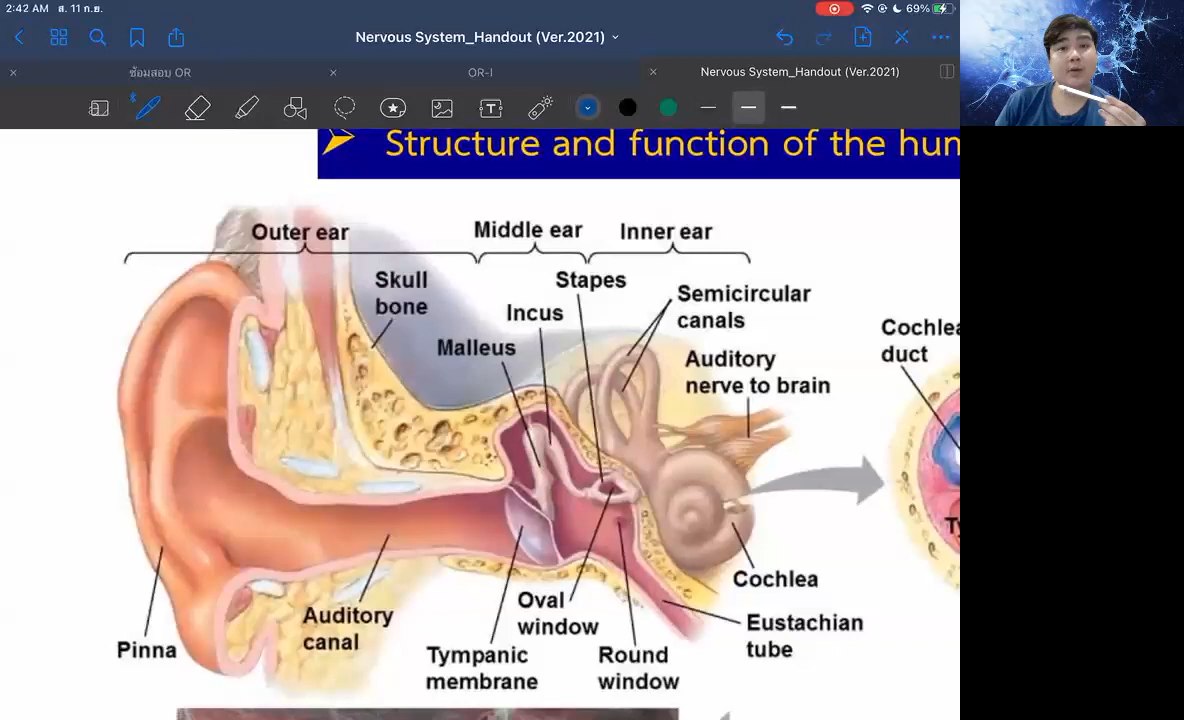 2:42 AM ส. 11 ก.ย. 69%
Nervous System_Handout (Ver.2021)
ซ้อมสอบ OR
OR-I
Nervous System_Handout (Ver.2021)
Structure and function of the hum
Outer ear
Middle ear
Inner ear
Skull
bone
Stapes
Incus
Malleus
Semicircular
canals
Auditory
nerve to brain
Cochlea
duct
Cochlea
Eustachian
tube
Oval
window
Round
window
Tympanic
membrane
Auditory
canal
Pinna